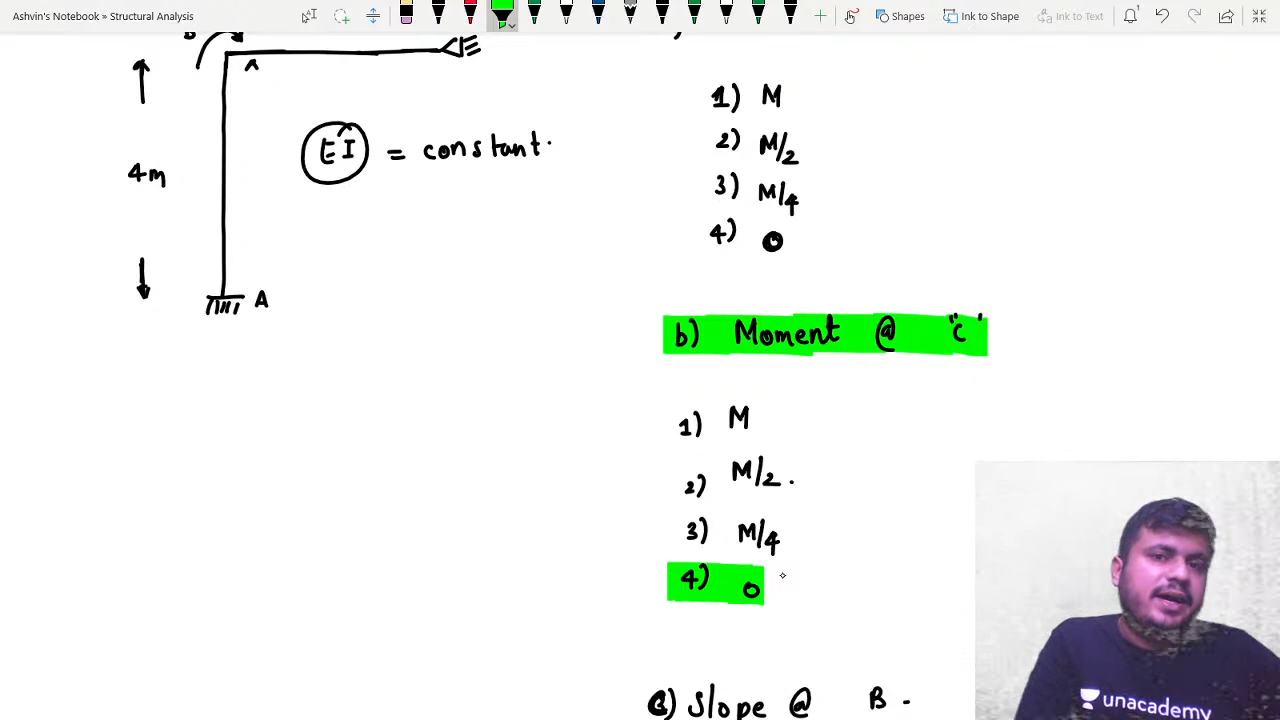 Ashvin's Notebook » Structural Analysis
Shapes
Ink to Shape
Ink to Text
4m
EI = constant.
A
1) M
2) M/2
3) M/4
4) 0
b) Moment @ "c"
1) M
2) M/2.
3) M/4
4) 0
c) Slope @ B.
unacademy